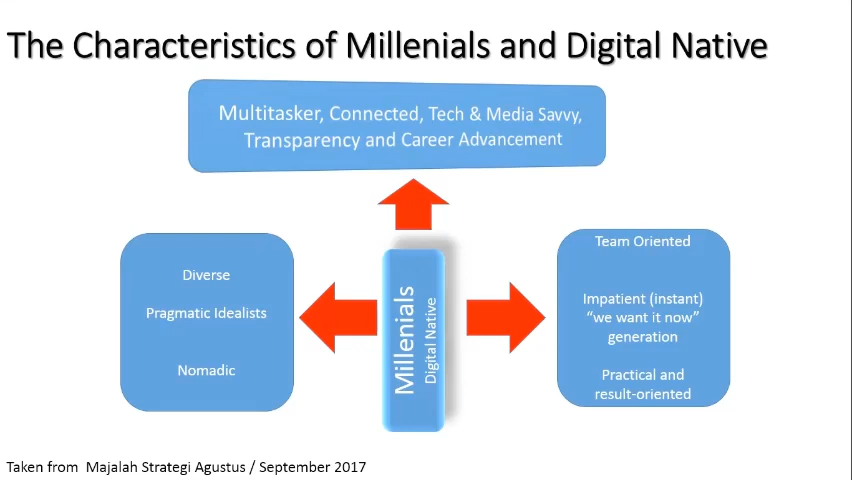 The Characteristics of Millenials and Digital Native
Multitasker, Connected, Tech & Media Savvy,
Transparency and Career Advancement
Diverse
Pragmatic Idealists
Nomadic
Millenials
Digital Native
Team Oriented
Impatient (instant)
“we want it now”
generation
Practical and
result-oriented
Taken from Majalah Strategi Agustus / September 2017